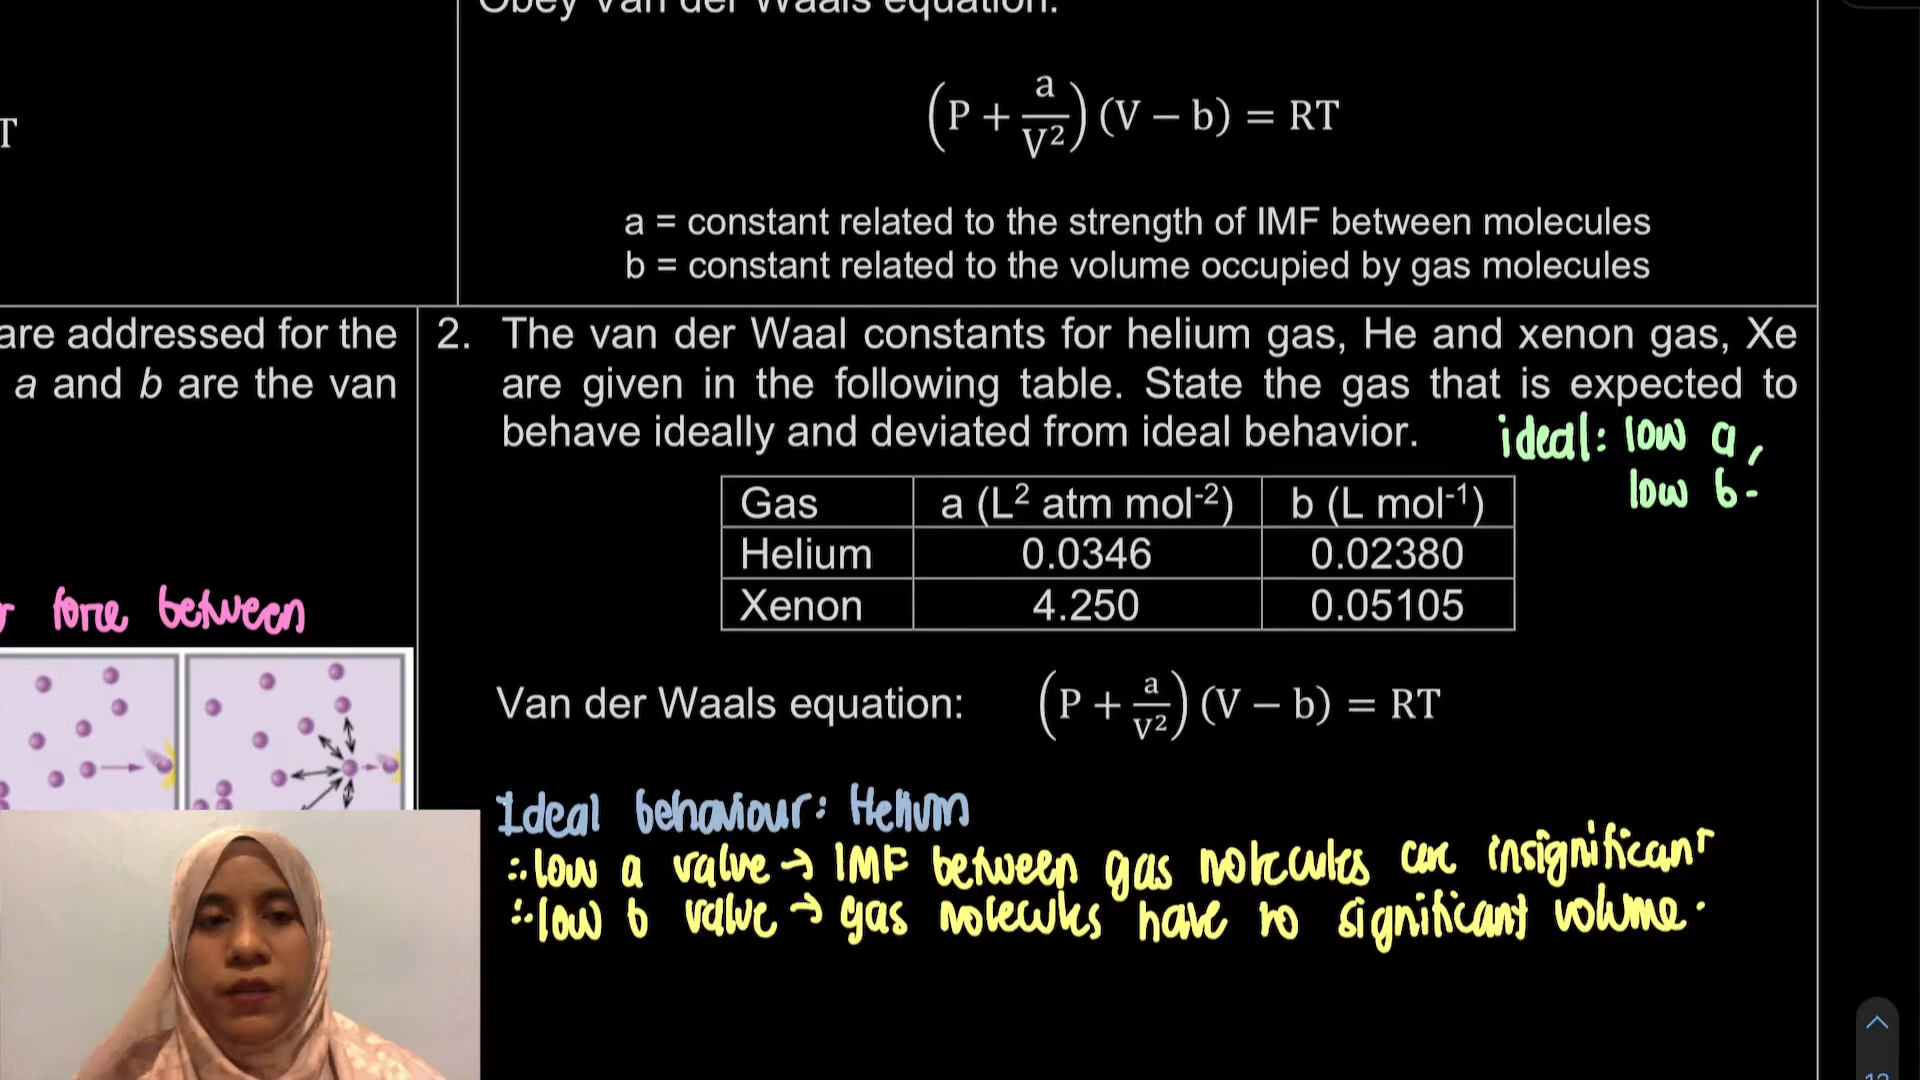 Obey Van der Waals equation:
(P + a/V²) (V − b) = RT
T
a = constant related to the strength of IMF between molecules
b = constant related to the volume occupied by gas molecules
are addressed for the
a and b are the van
force between
2. The van der Waal constants for helium gas, He and xenon gas, Xe
are given in the following table. State the gas that is expected to
behave ideally and deviated from ideal behavior.
ideal: low a,
low b.
Gas a (L² atm mol⁻²) b (L mol⁻¹)
Helium 0.0346 0.02380
Xenon 4.250 0.05105
Van der Waals equation: (P + a/V²) (V − b) = RT
Ideal behaviour: Helium
∴ low a value → IMF between gas molecules are insignificant
∴ low b value → gas molecules have no significant volume.